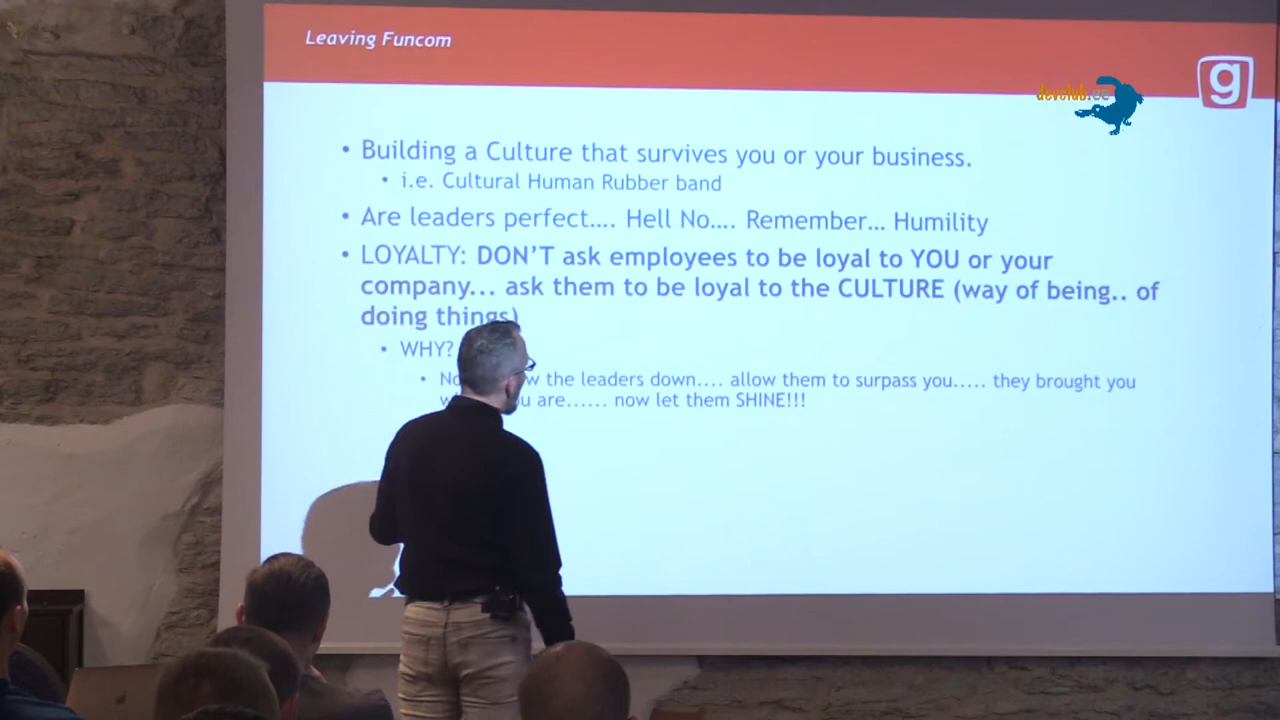 Leaving Funcom
g
devclub.ee
• Building a Culture that survives you or your business.
• i.e. Cultural Human Rubber band
• Are leaders perfect…. Hell No…. Remember… Humility
• LOYALTY: DON'T ask employees to be loyal to YOU or your
company... ask them to be loyal to the CULTURE (way of being.. of
doing things)
• WHY?
• the leaders down.... allow them to surpass you..... they brought you
are...... now let them SHINE!!!